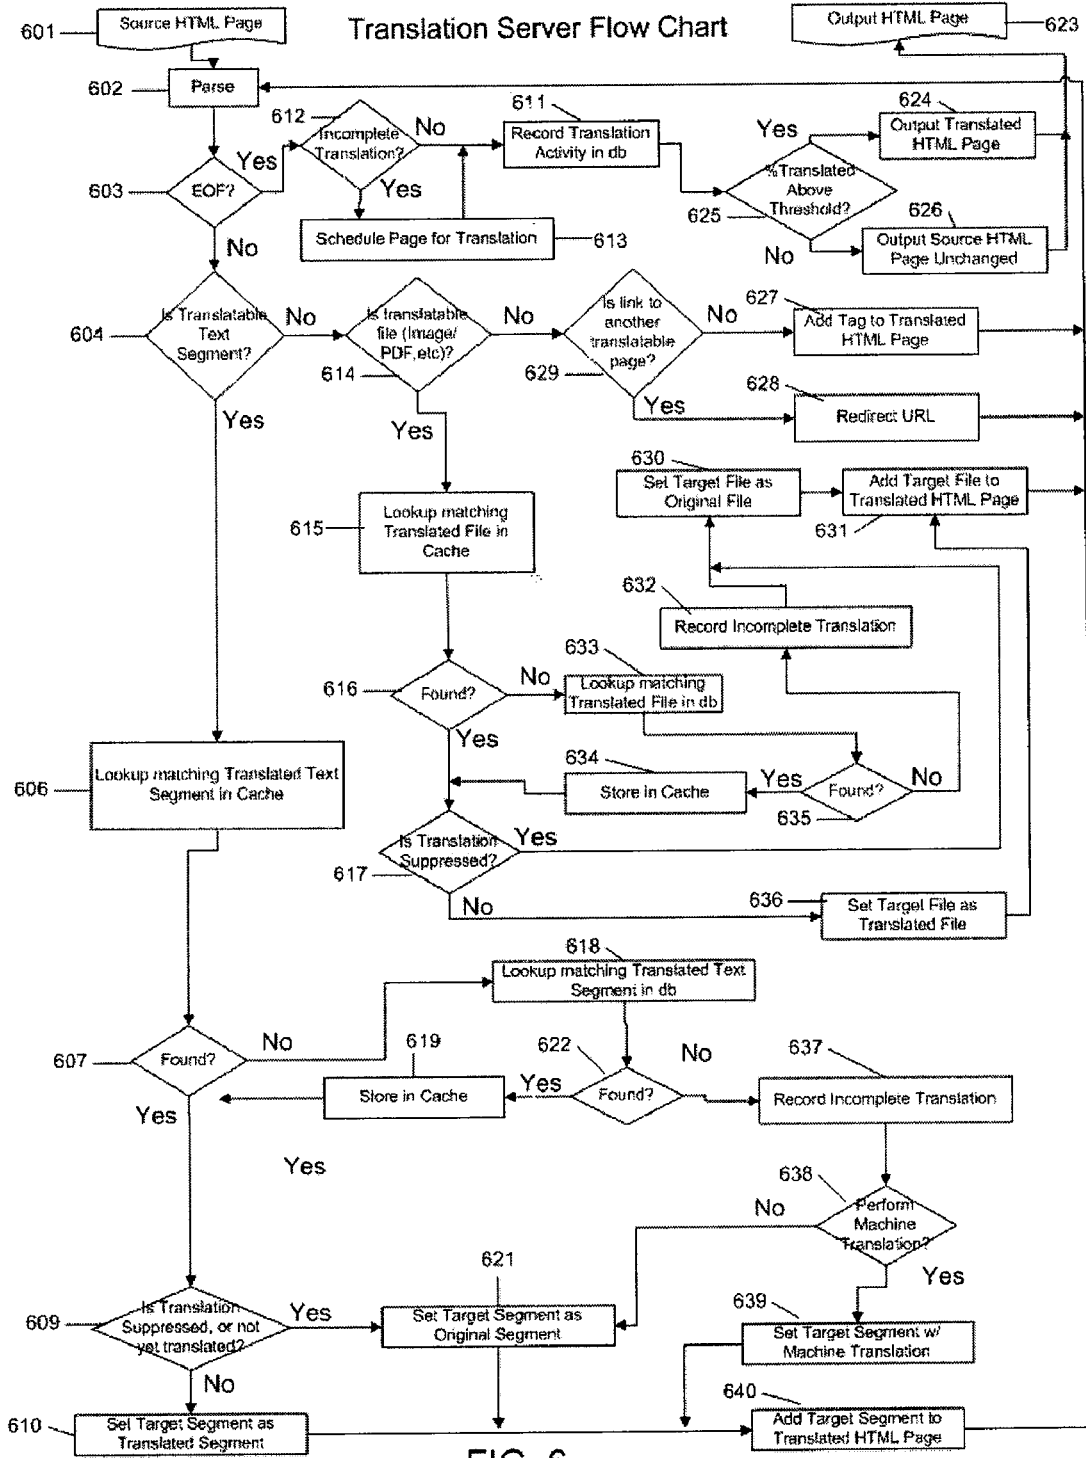 Translation Server Flow Chart
601
Source HTML Page
Output HTML Page
623
602
Parse
612
Incomplete
Translation?
No
Yes
611
Record Translation
Activity in db
624
Yes
Output Translated
HTML Page
603
EOF?
Yes
No
%Translated
Above
Threshold?
625
626
No
Output Source HTML
Page Unchanged
Schedule Page for Translation
613
604
Is Translatable
Text
Segment?
No
Yes
Is translatable
file (Image/
PDF,etc)?
614
No
Yes
Is link to
another
translatable
page?
629
No
Yes
627
Add Tag to Translated
HTML Page
628
Redirect URL
630
Set Target File as
Original File
Add Target File to
Translated HTML Page
631
615
Lookup matching
Translated File in
Cache
632
Record Incomplete Translation
616
Found?
No
Yes
633
Lookup matching
Translated File in db
606
Lookup matching Translated Text
Segment in Cache
634
Store in Cache
Yes
Found?
No
635
Is Translation
Suppressed?
617
Yes
No
636
Set Target File as
Translated File
618
Lookup matching Translated Text
Segment in db
607
Found?
No
Yes
619
Store in Cache
Yes
622
Found?
No
637
Record Incomplete Translation
Yes
638
Perform
Machine
Translation?
No
Yes
609
Is Translation
Suppressed, or not
yet translated?
Yes
No
621
Set Target Segment as
Original Segment
639
Set Target Segment w/
Machine Translation
610
Set Target Segment as
Translated Segment
640
Add Target Segment to
Translated HTML Page
FIG. 6